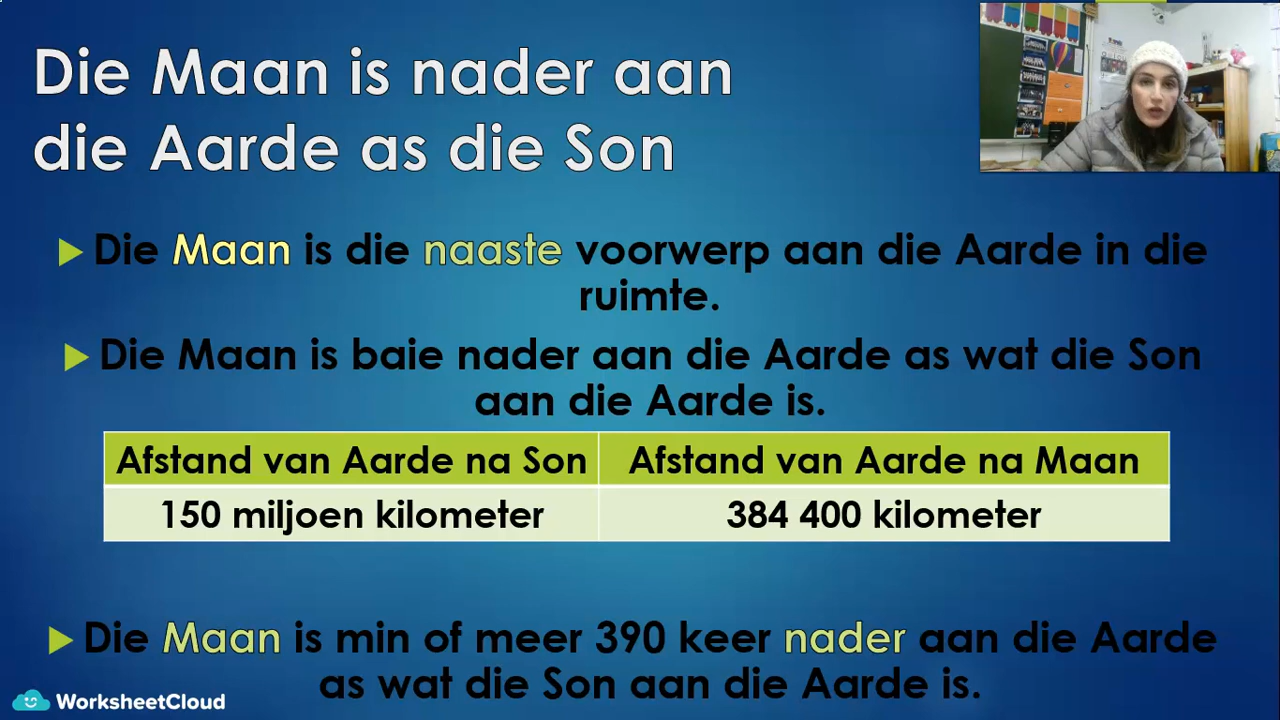 Die Maan is nader aan
die Aarde as die Son
Die Maan is die naaste voorwerp aan die Aarde in die
ruimte.
Die Maan is baie nader aan die Aarde as wat die Son
aan die Aarde is.
Afstand van Aarde na Son
Afstand van Aarde na Maan
150 miljoen kilometer
384 400 kilometer
Die Maan is min of meer 390 keer nader aan die Aarde
as wat die Son aan die Aarde is.
WorksheetCloud